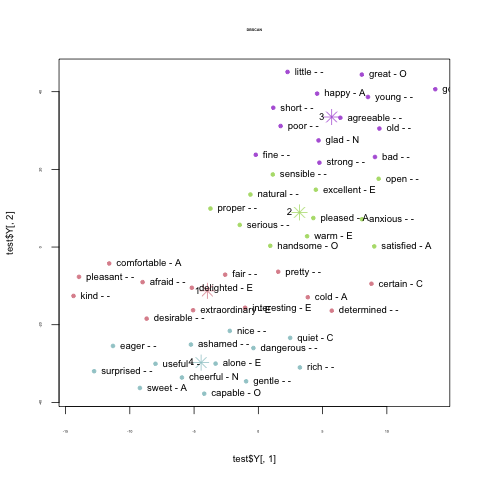 DBSCAN
little - -
great - O
happy - A
young - -
short - -
3
agreeable - -
poor - -
old - -
glad - N
fine - -
strong - -
bad - -
sensible - -
open - -
natural - -
excellent - E
proper - -
2
pleased - A
anxious - -
serious - -
warm - E
handsome - O
satisfied - A
comfortable - A
pleasant - -
fair - -
pretty - -
afraid - -
delighted - E
certain - C
kind - -
cold - A
extraordinary - E
interesting - E
determined - -
desirable - -
nice - -
eager - -
ashamed - -
quiet - C
dangerous - -
useful - -
4
alone - E
rich - -
surprised - -
cheerful - N
gentle - -
sweet - A
capable - O
test$Y[, 2]
test$Y[, 1]